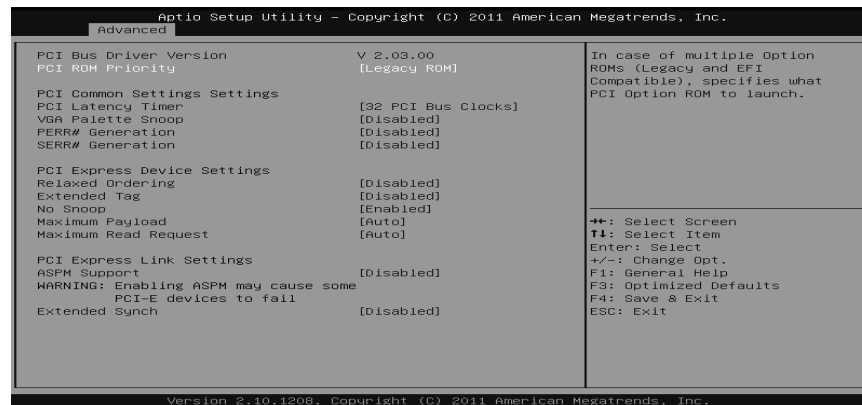 Aptio Setup Utility – Copyright (C) 2011 American Megatrends, Inc.
Advanced
PCI Bus Driver Version V 2.03.00
PCI ROM Priority [Legacy ROM]
PCI Common Settings Settings
PCI Latency Timer [32 PCI Bus Clocks]
VGA Palette Snoop [Disabled]
PERR# Generation [Disabled]
SERR# Generation [Disabled]
PCI Express Device Settings
Relaxed Ordering [Disabled]
Extended Tag [Disabled]
No Snoop [Enabled]
Maximum Payload [Auto]
Maximum Read Request [Auto]
PCI Express Link Settings
ASPM Support [Disabled]
WARNING: Enabling ASPM may cause some
PCI-E devices to fail
Extended Synch [Disabled]
In case of multiple Option
ROMs (Legacy and EFI
Compatible), specifies what
PCI Option ROM to launch.
→←: Select Screen
↑↓: Select Item
Enter: Select
+/-: Change Opt.
F1: General Help
F3: Optimized Defaults
F4: Save & Exit
ESC: Exit
Version 2.10.1208. Copyright (C) 2011 American Megatrends, Inc.